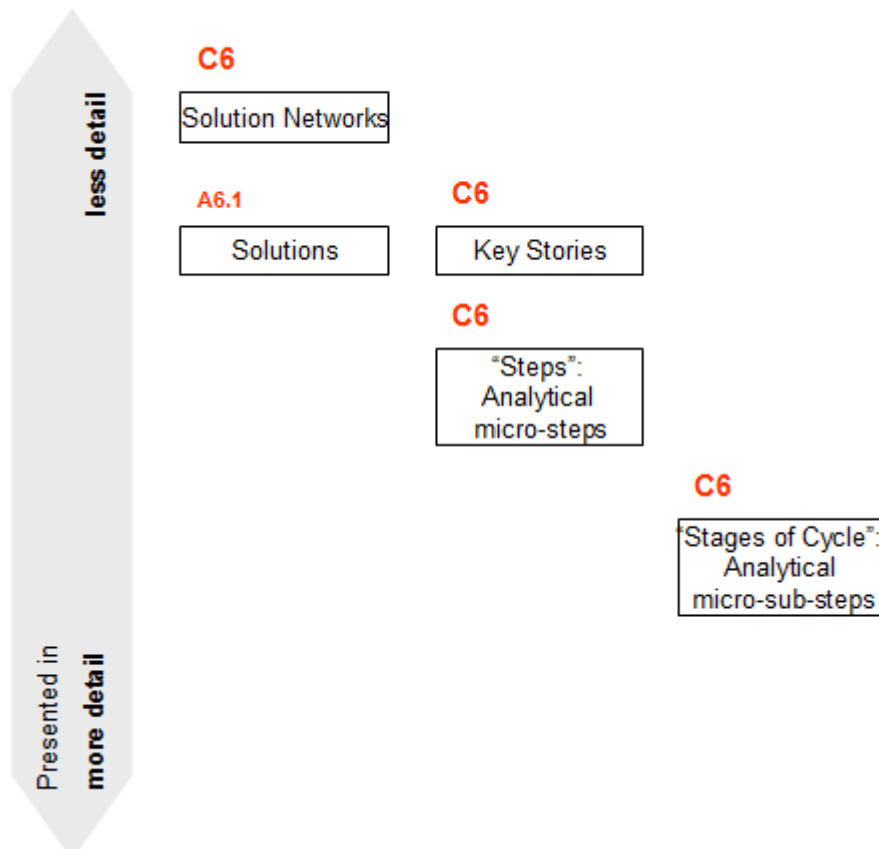 C6
Solution Networks
less detail
A6.1
C6
Solutions
Key Stories
C6
“Steps”:
Analytical
micro-steps
C6
“Stages of Cycle”:
Analytical
micro-sub-steps
Presented in
more detail